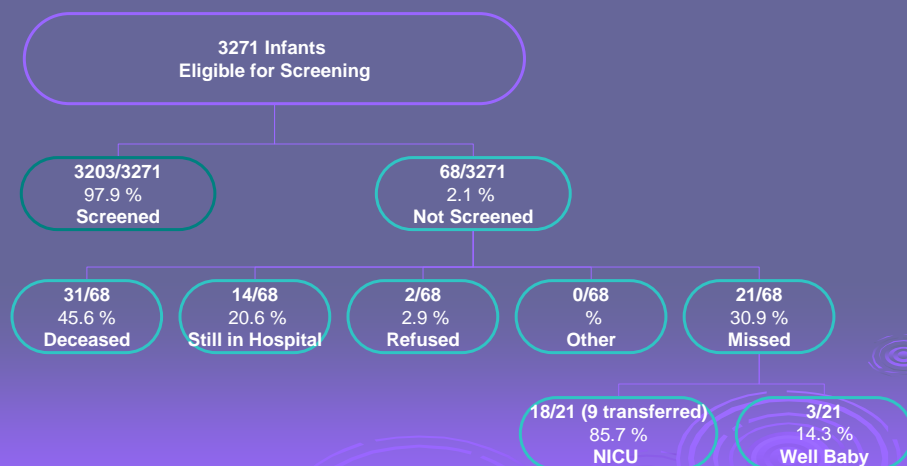 3271 Infants
Eligible for Screening
3203/3271
97.9 %
Screened
68/3271
2.1 %
Not Screened
31/68
45.6 %
Deceased
14/68
20.6 %
Still in Hospital
2/68
2.9 %
Refused
0/68
%
Other
21/68
30.9 %
Missed
18/21 (9 transferred)
85.7 %
NICU
3/21
14.3 %
Well Baby